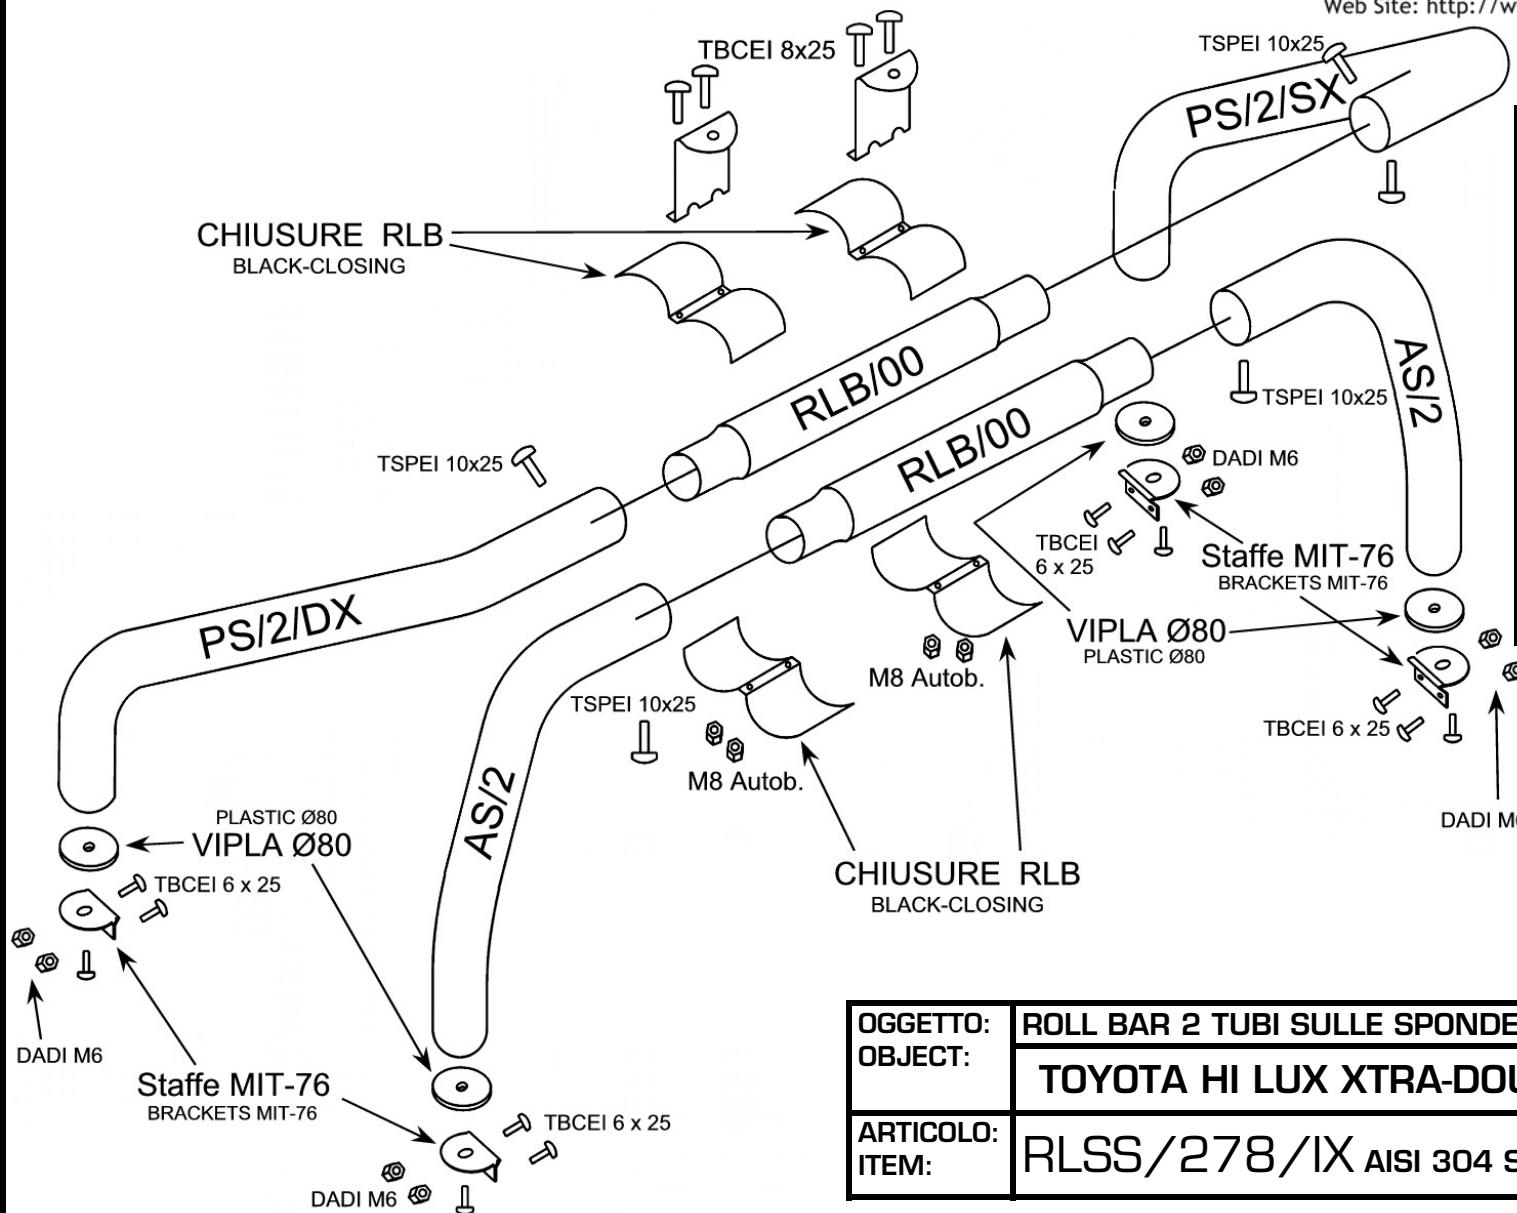 Web Site: http://w
TBCEI 8x25
TSPEI 10x25
PS/2/SX
CHIUSURE RLB
BLACK-CLOSING
RLB/00
AS/2
TSPEI 10x25
RLB/00
TSPEI 10x25
DADI M6
TBCEI
6 x 25
Staffe MIT-76
BRACKETS MIT-76
PS/2/DX
VIPLA Ø80
PLASTIC Ø80
M8 Autob.
TSPEI 10x25
TBCEI 6 x 25
M8 Autob.
AS/2
PLASTIC Ø80
VIPLA Ø80
DADI M6
TBCEI 6 x 25
CHIUSURE RLB
BLACK-CLOSING
DADI M6
Staffe MIT-76
BRACKETS MIT-76
TBCEI 6 x 25
DADI M6
OGGETTO:
OBJECT:
ROLL BAR 2 TUBI SULLE SPONDE
TOYOTA HI LUX XTRA-DOU
ARTICOLO:
ITEM:
RLSS/278/IX AISI 304 S